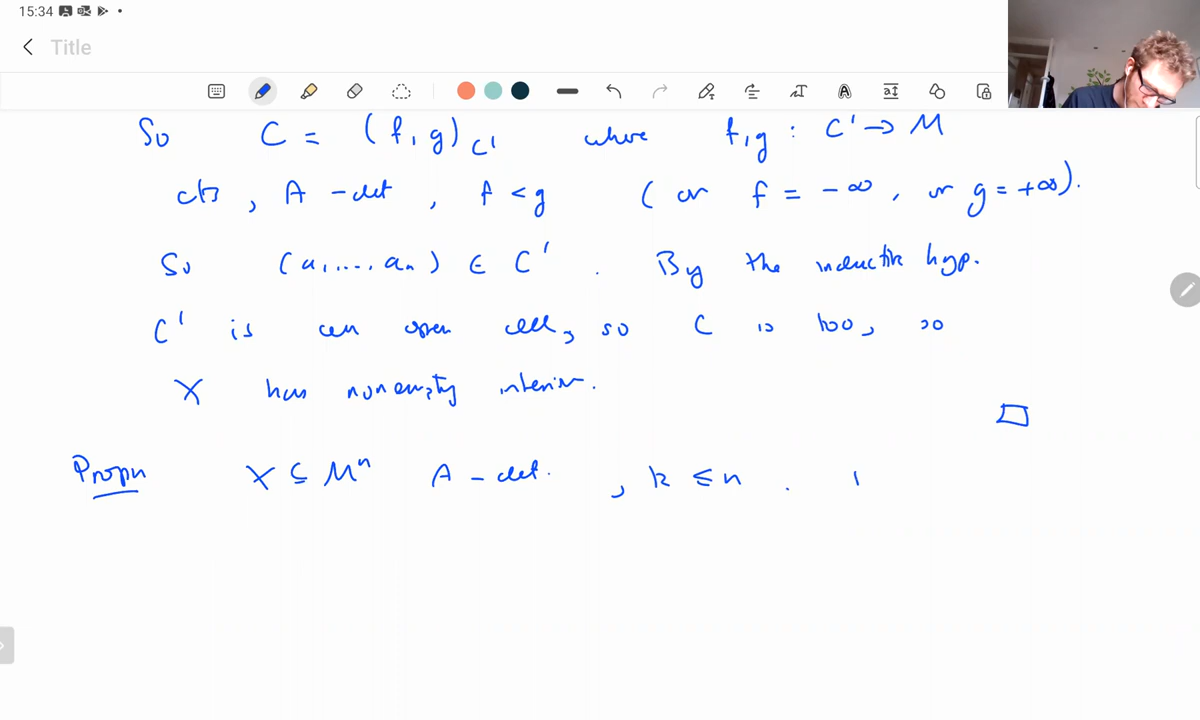 15:34
Title
So C = (f, g)_{C'} where f, g : C' → M
cts, A-def, f < g (or f = -∞, or g = +∞).
So (a_1, ... a_n) ∈ C'. By the inductive hyp.
C' is an open cell, so C is too, so
X has nonempty interior.
□
Propn X ⊆ M^n A-def. , k ≤ n .